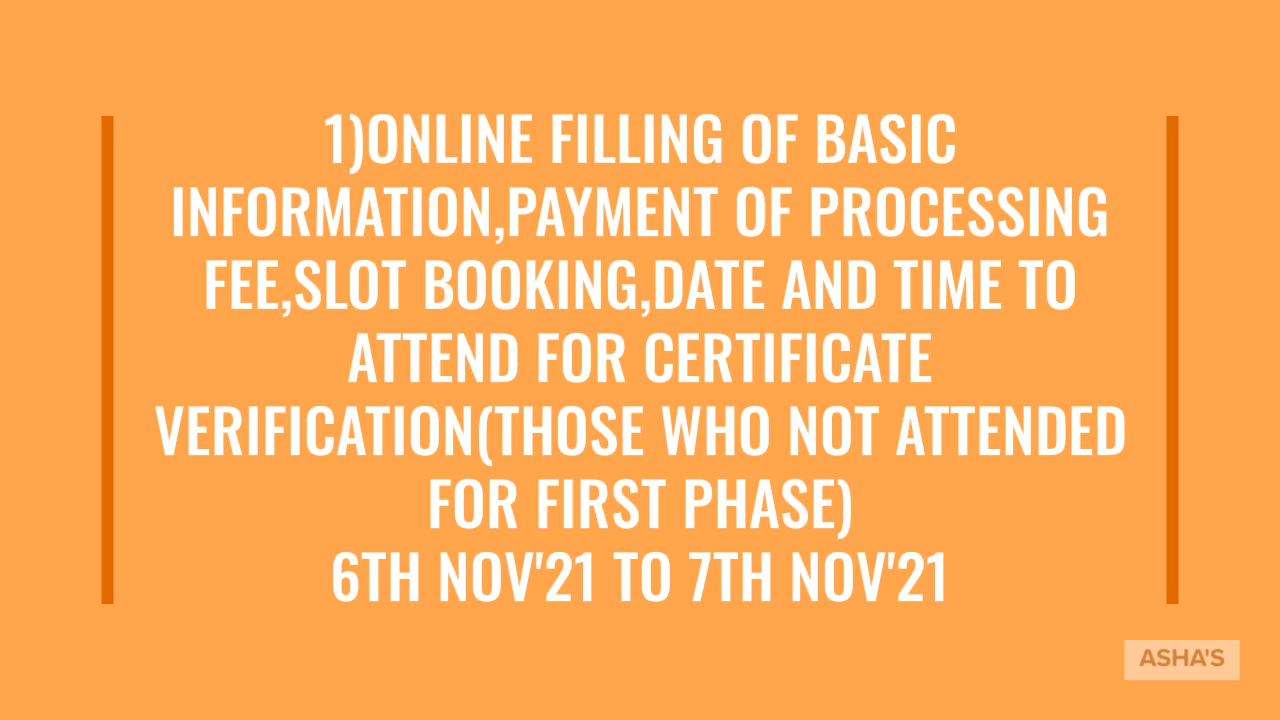 1)ONLINE FILLING OF BASIC
INFORMATION,PAYMENT OF PROCESSING
FEE,SLOT BOOKING,DATE AND TIME TO
ATTEND FOR CERTIFICATE
VERIFICATION(THOSE WHO NOT ATTENDED
FOR FIRST PHASE)
6TH NOV'21 TO 7TH NOV'21
ASHA'S